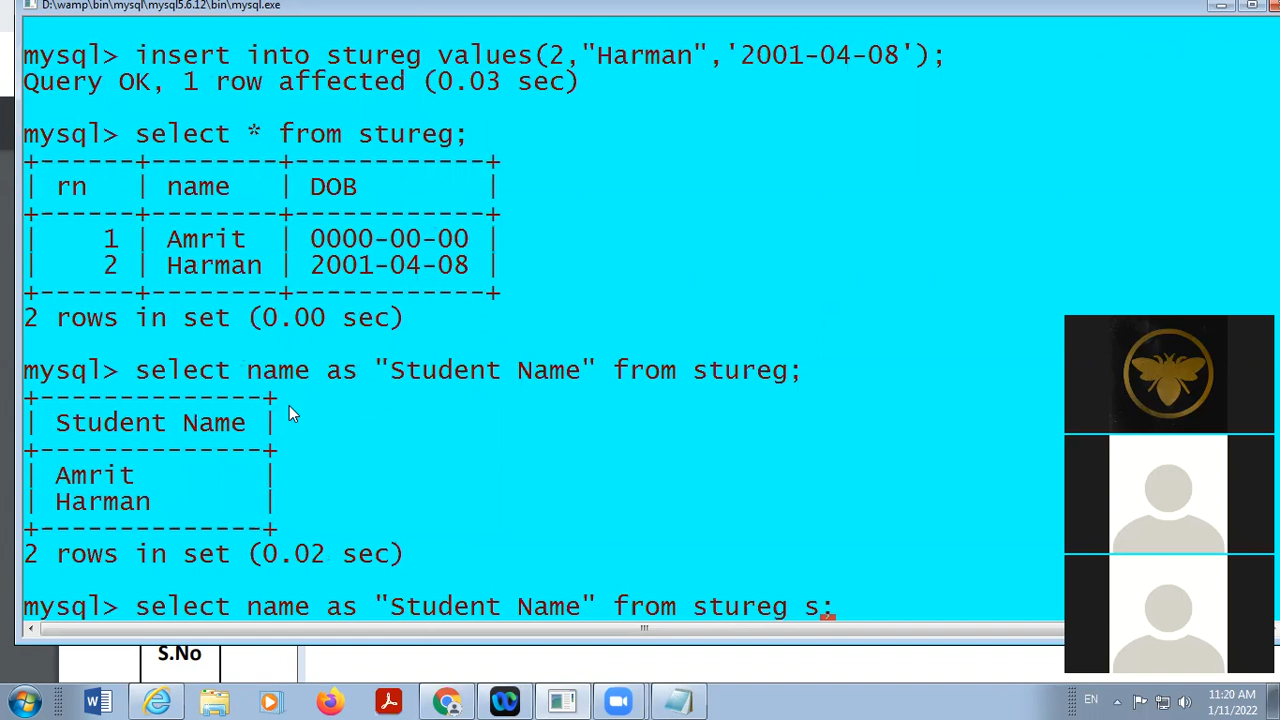 D:\wamp\bin\mysql\mysql5.6.12\bin\mysql.exe
mysql> insert into stureg values(2,"Harman",'2001-04-08');
Query OK, 1 row affected (0.03 sec)
mysql> select * from stureg;
+------+--------+------------+
| rn   | name   | DOB        |
+------+--------+------------+
|    1 | Amrit  | 0000-00-00 |
|    2 | Harman | 2001-04-08 |
+------+--------+------------+
2 rows in set (0.00 sec)
mysql> select name as "Student Name" from stureg;
+--------------+
| Student Name |
+--------------+
| Amrit        |
| Harman       |
+--------------+
2 rows in set (0.02 sec)
mysql> select name as "Student Name" from stureg s;
S.No
EN
11:20 AM
1/11/2022